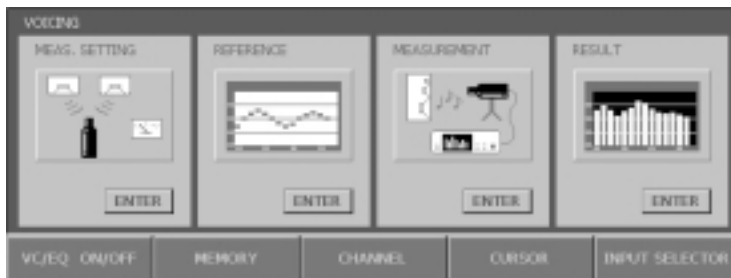 VOICING
MEAS. SETTING
REFERENCE
MEASUREMENT
RESULT
ENTER
ENTER
ENTER
ENTER
VC/EQ ON/OFF
MEMORY
CHANNEL
CURSOR
INPUT SELECTOR